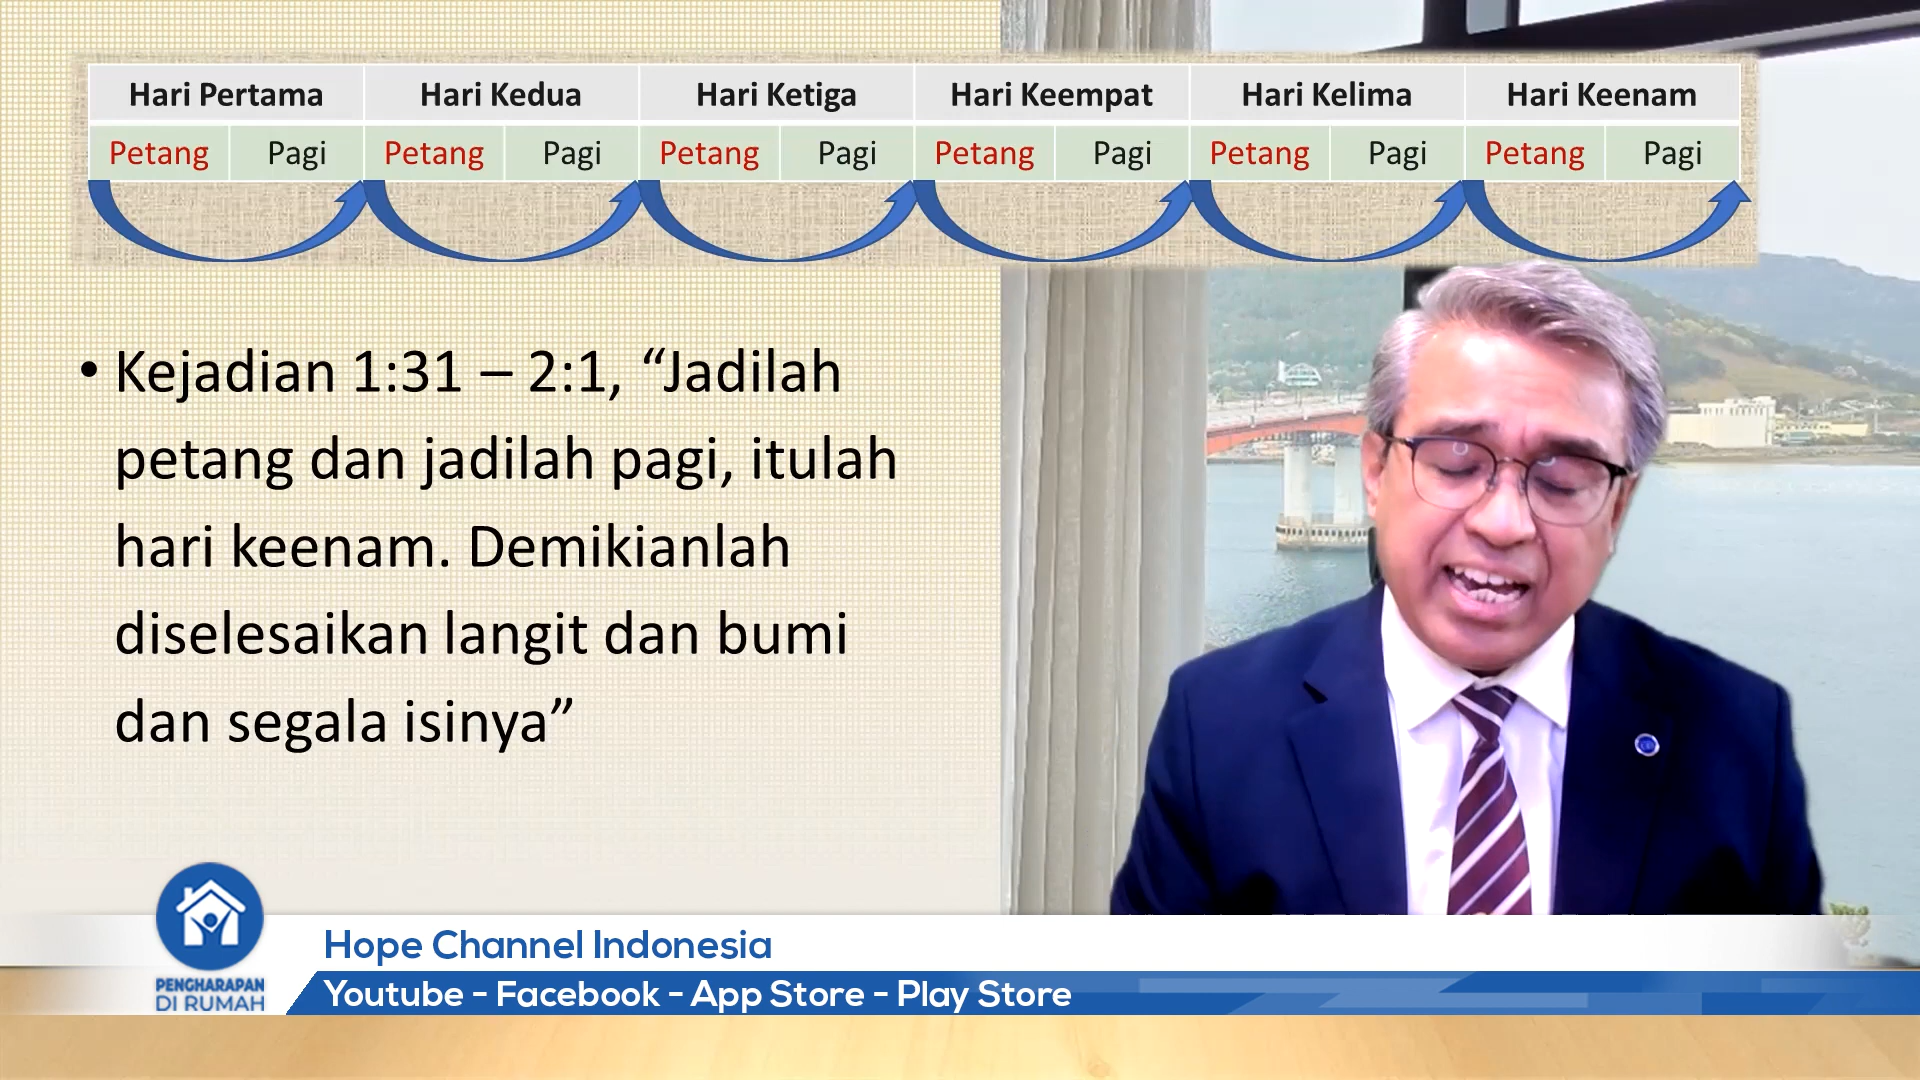 Hari Pertama Hari Kedua Hari Ketiga Hari Keempat Hari Kelima Hari Keenam
Petang Pagi Petang Pagi Petang Pagi Petang Pagi Petang Pagi Petang Pagi
• Kejadian 1:31 – 2:1, “Jadilah
petang dan jadilah pagi, itulah
hari keenam. Demikianlah
diselesaikan langit dan bumi
dan segala isinya”
PENGHARAPAN
DI RUMAH
Hope Channel Indonesia
Youtube - Facebook - App Store - Play Store